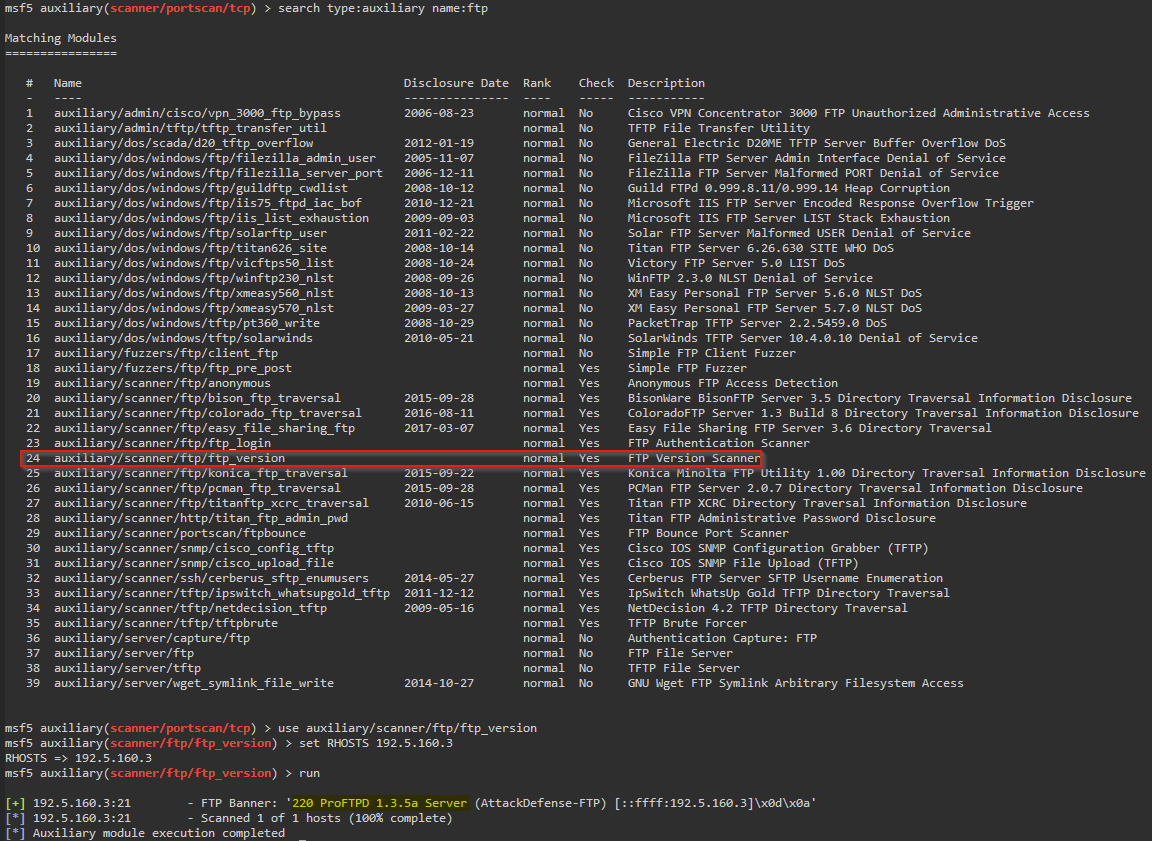 msf5 auxiliary(scanner/portscan/tcp) > search type:auxiliary name:ftp
Matching Modules
================
# Name Disclosure Date Rank Check Description
- ---- --------------- ---- ----- -----------
1 auxiliary/admin/cisco/vpn_3000_ftp_bypass 2006-08-23 normal No Cisco VPN Concentrator 3000 FTP Unauthorized Administrative Access
2 auxiliary/admin/tftp/tftp_transfer_util normal No TFTP File Transfer Utility
3 auxiliary/dos/scada/d20_tftp_overflow 2012-01-19 normal No General Electric D20ME TFTP Server Buffer Overflow DoS
4 auxiliary/dos/windows/ftp/filezilla_admin_user 2005-11-07 normal No FileZilla FTP Server Admin Interface Denial of Service
5 auxiliary/dos/windows/ftp/filezilla_server_port 2006-12-11 normal No FileZilla FTP Server Malformed PORT Denial of Service
6 auxiliary/dos/windows/ftp/guildftp_cwdlist 2008-10-12 normal No Guild FTPd 0.999.8.11/0.999.14 Heap Corruption
7 auxiliary/dos/windows/ftp/iis75_ftpd_iac_bof 2010-12-21 normal No Microsoft IIS FTP Server Encoded Response Overflow Trigger
8 auxiliary/dos/windows/ftp/iis_list_exhaustion 2009-09-03 normal No Microsoft IIS FTP Server LIST Stack Exhaustion
9 auxiliary/dos/windows/ftp/solarftp_user 2011-02-22 normal No Solar FTP Server Malformed USER Denial of Service
10 auxiliary/dos/windows/ftp/titan626_site 2008-10-14 normal No Titan FTP Server 6.26.630 SITE WHO DoS
11 auxiliary/dos/windows/ftp/vicftps50_list 2008-10-24 normal No Victory FTP Server 5.0 LIST DoS
12 auxiliary/dos/windows/ftp/winftp230_nlst 2008-09-26 normal No WinFTP 2.3.0 NLST Denial of Service
13 auxiliary/dos/windows/ftp/xmeasy560_nlst 2008-10-13 normal No XM Easy Personal FTP Server 5.6.0 NLST DoS
14 auxiliary/dos/windows/ftp/xmeasy570_nlst 2009-03-27 normal No XM Easy Personal FTP Server 5.7.0 NLST DoS
15 auxiliary/dos/windows/tftp/pt360_write 2008-10-29 normal No PacketTrap TFTP Server 2.2.5459.0 DoS
16 auxiliary/dos/windows/tftp/solarwinds 2010-05-21 normal No SolarWinds TFTP Server 10.4.0.10 Denial of Service
17 auxiliary/fuzzers/ftp/client_ftp normal No Simple FTP Client Fuzzer
18 auxiliary/fuzzers/ftp/ftp_pre_post normal Yes Simple FTP Fuzzer
19 auxiliary/scanner/ftp/anonymous normal Yes Anonymous FTP Access Detection
20 auxiliary/scanner/ftp/bison_ftp_traversal 2015-09-28 normal Yes BisonWare BisonFTP Server 3.5 Directory Traversal Information Disclosure
21 auxiliary/scanner/ftp/colorado_ftp_traversal 2016-08-11 normal Yes ColoradoFTP Server 1.3 Build 8 Directory Traversal Information Disclosure
22 auxiliary/scanner/ftp/easy_file_sharing_ftp 2017-03-07 normal Yes Easy File Sharing FTP Server 3.6 Directory Traversal
23 auxiliary/scanner/ftp/ftp_login normal Yes FTP Authentication Scanner
24 auxiliary/scanner/ftp/ftp_version normal Yes FTP Version Scanner
25 auxiliary/scanner/ftp/konica_ftp_traversal 2015-09-22 normal Yes Konica Minolta FTP Utility 1.00 Directory Traversal Information Disclosure
26 auxiliary/scanner/ftp/pcman_ftp_traversal 2015-09-28 normal Yes PCMan FTP Server 2.0.7 Directory Traversal Information Disclosure
27 auxiliary/scanner/ftp/titanftp_xcrc_traversal 2010-06-15 normal Yes Titan FTP XCRC Directory Traversal Information Disclosure
28 auxiliary/scanner/http/titan_ftp_admin_pwd normal Yes Titan FTP Administrative Password Disclosure
29 auxiliary/scanner/portscan/ftpbounce normal Yes FTP Bounce Port Scanner
30 auxiliary/scanner/snmp/cisco_config_tftp normal Yes Cisco IOS SNMP Configuration Grabber (TFTP)
31 auxiliary/scanner/snmp/cisco_upload_file normal Yes Cisco IOS SNMP File Upload (TFTP)
32 auxiliary/scanner/ssh/cerberus_sftp_enumusers 2014-05-27 normal Yes Cerberus FTP Server SFTP Username Enumeration
33 auxiliary/scanner/tftp/ipswitch_whatsupgold_tftp 2011-12-12 normal Yes IpSwitch WhatsUp Gold TFTP Directory Traversal
34 auxiliary/scanner/tftp/netdecision_tftp 2009-05-16 normal Yes NetDecision 4.2 TFTP Directory Traversal
35 auxiliary/scanner/tftp/tftpbrute normal Yes TFTP Brute Forcer
36 auxiliary/server/capture/ftp normal No Authentication Capture: FTP
37 auxiliary/server/ftp normal No FTP File Server
38 auxiliary/server/tftp normal No TFTP File Server
39 auxiliary/server/wget_symlink_file_write 2014-10-27 normal No GNU Wget FTP Symlink Arbitrary Filesystem Access
msf5 auxiliary(scanner/portscan/tcp) > use auxiliary/scanner/ftp/ftp_version
msf5 auxiliary(scanner/ftp/ftp_version) > set RHOSTS 192.5.160.3
RHOSTS => 192.5.160.3
msf5 auxiliary(scanner/ftp/ftp_version) > run
[+] 192.5.160.3:21 - FTP Banner: '220 ProFTPD 1.3.5a Server (AttackDefense-FTP) [::ffff:192.5.160.3]\x0d\x0a'
[*] 192.5.160.3:21 - Scanned 1 of 1 hosts (100% complete)
[*] Auxiliary module execution completed